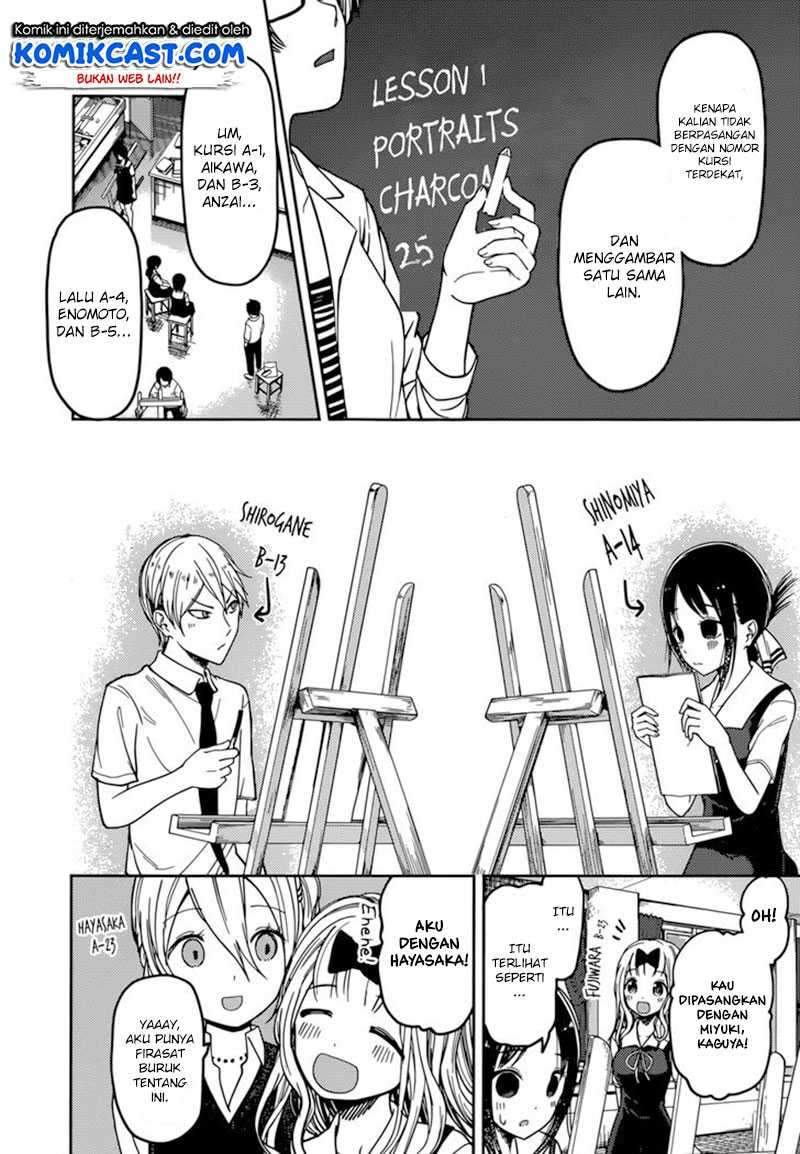 Komik ini diterjemahkan & diedit oleh
KOMIKCAST.COM
BUKAN WEB LAIN!!
KENAPA
KALIAN TIDAK
BERPASANGAN
DENGAN NOMOR
KURSI
TERDEKAT,
DAN
MENGGAMBAR
SATU SAMA
LAIN.
LESSON 1
PORTRAITS
CHARCOA
25
UM,
KURSI A-1,
AIKAWA,
DAN B-3,
ANZAI...
LALU A-4,
ENOMOTO,
DAN B-5...
SHINOMIYA
A-14
SHIROGANE
B-13
OH!
KAU
DIPASANGKAN
DENGAN
MIYUKI,
KAGUYA!
FUJIWARA B-23
ITU
...
ITU
TERLIHAT
SEPERTI
...
AKU
DENGAN
HAYASAKA!
Ehehe!
HAYASAKA
A-23
YAAAY,
AKU PUNYA
FIRASAT
BURUK
TENTANG
INI.